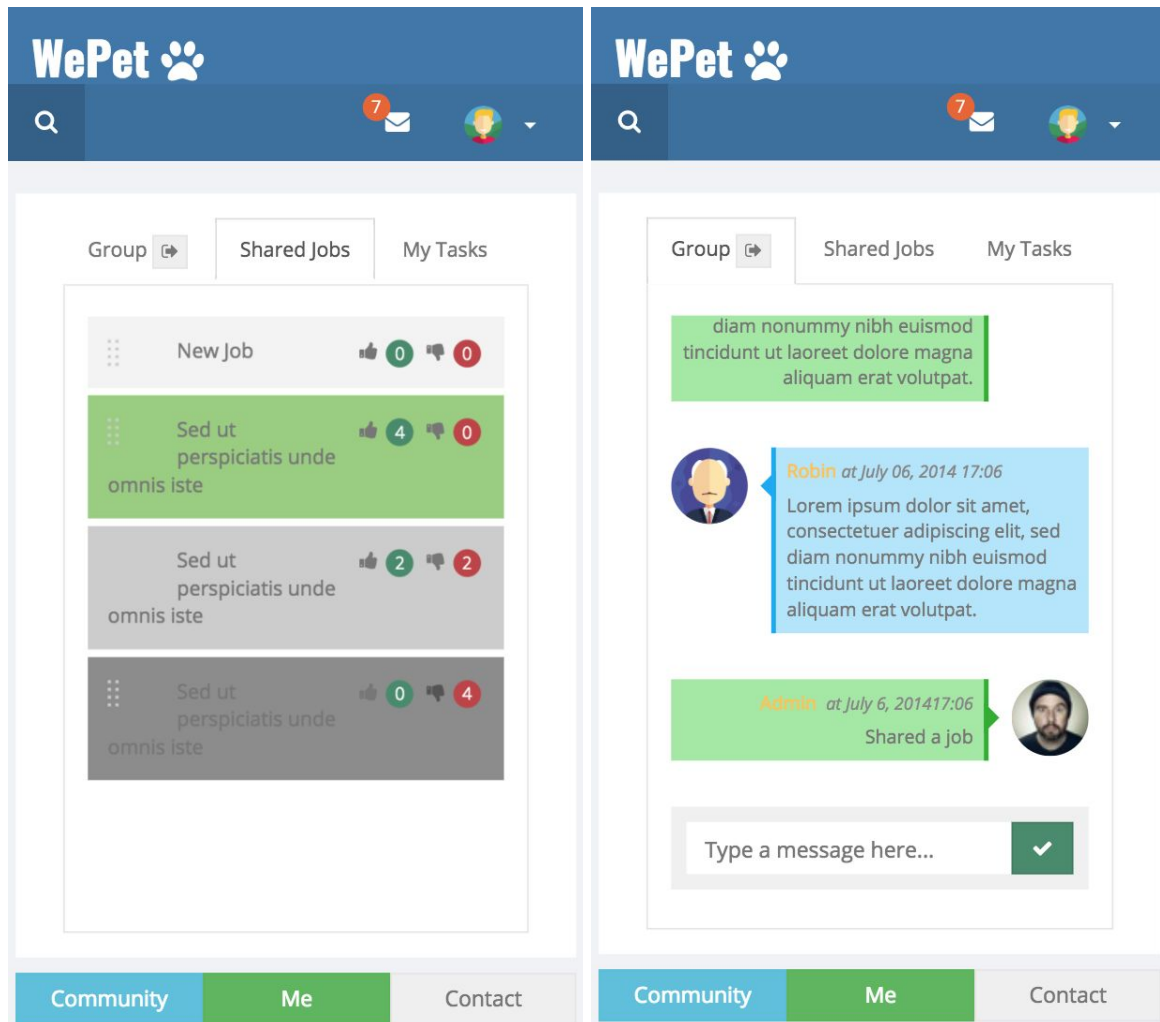 WePet
7
Group Shared Jobs My Tasks
New Job 0 0
Sed ut 4 0
perspiciatis unde
omnis iste
Sed ut 2 2
perspiciatis unde
omnis iste
Sed ut 0 4
perspiciatis unde
omnis iste
Community Me Contact
WePet
7
Group Shared Jobs My Tasks
diam nonummy nibh euismod
tincidunt ut laoreet dolore magna
aliquam erat volutpat.
Robin at July 06, 2014 17:06
Lorem ipsum dolor sit amet,
consectetuer adipiscing elit, sed
diam nonummy nibh euismod
tincidunt ut laoreet dolore magna
aliquam erat volutpat.
Admin at July 6, 201417:06
Shared a job
Type a message here...
Community Me Contact